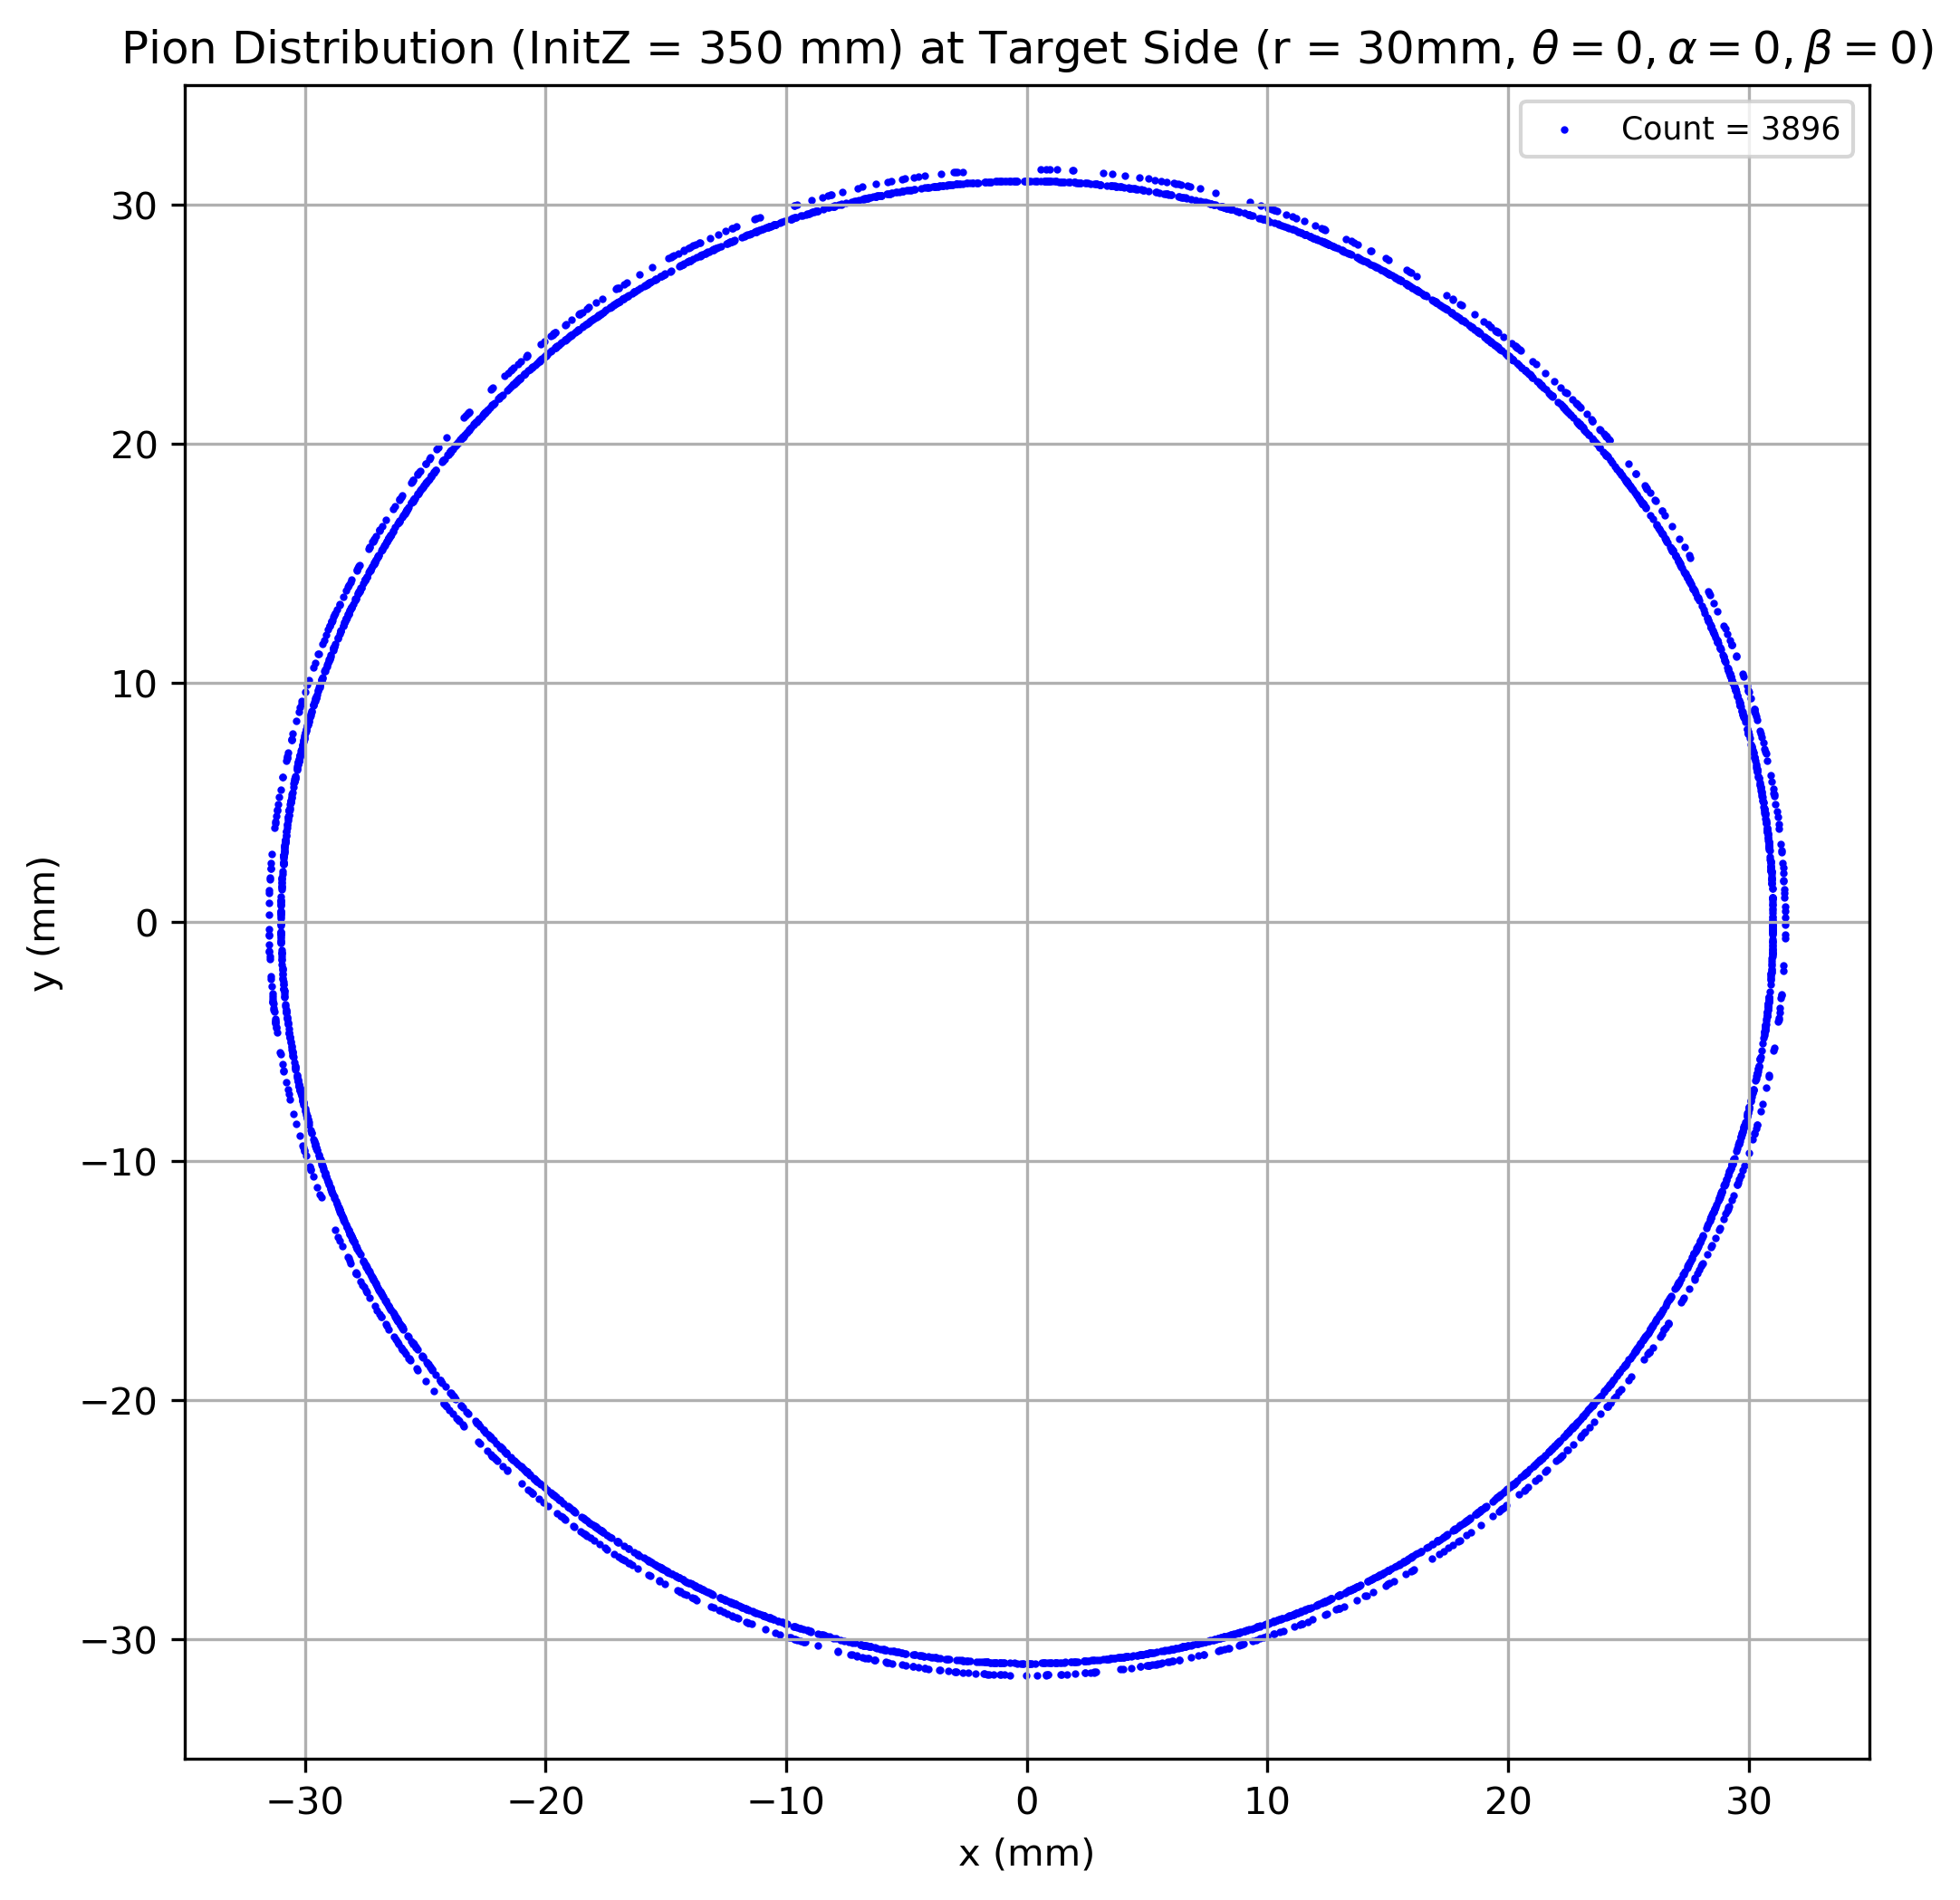 Pion Distribution (InitZ = 350 mm) at Target Side (r = 30mm, θ = 0, α = 0, β = 0)
Count = 3896
30
20
10
0
−10
−20
−30
y (mm)
−30 −20 −10 0 10 20 30
x (mm)